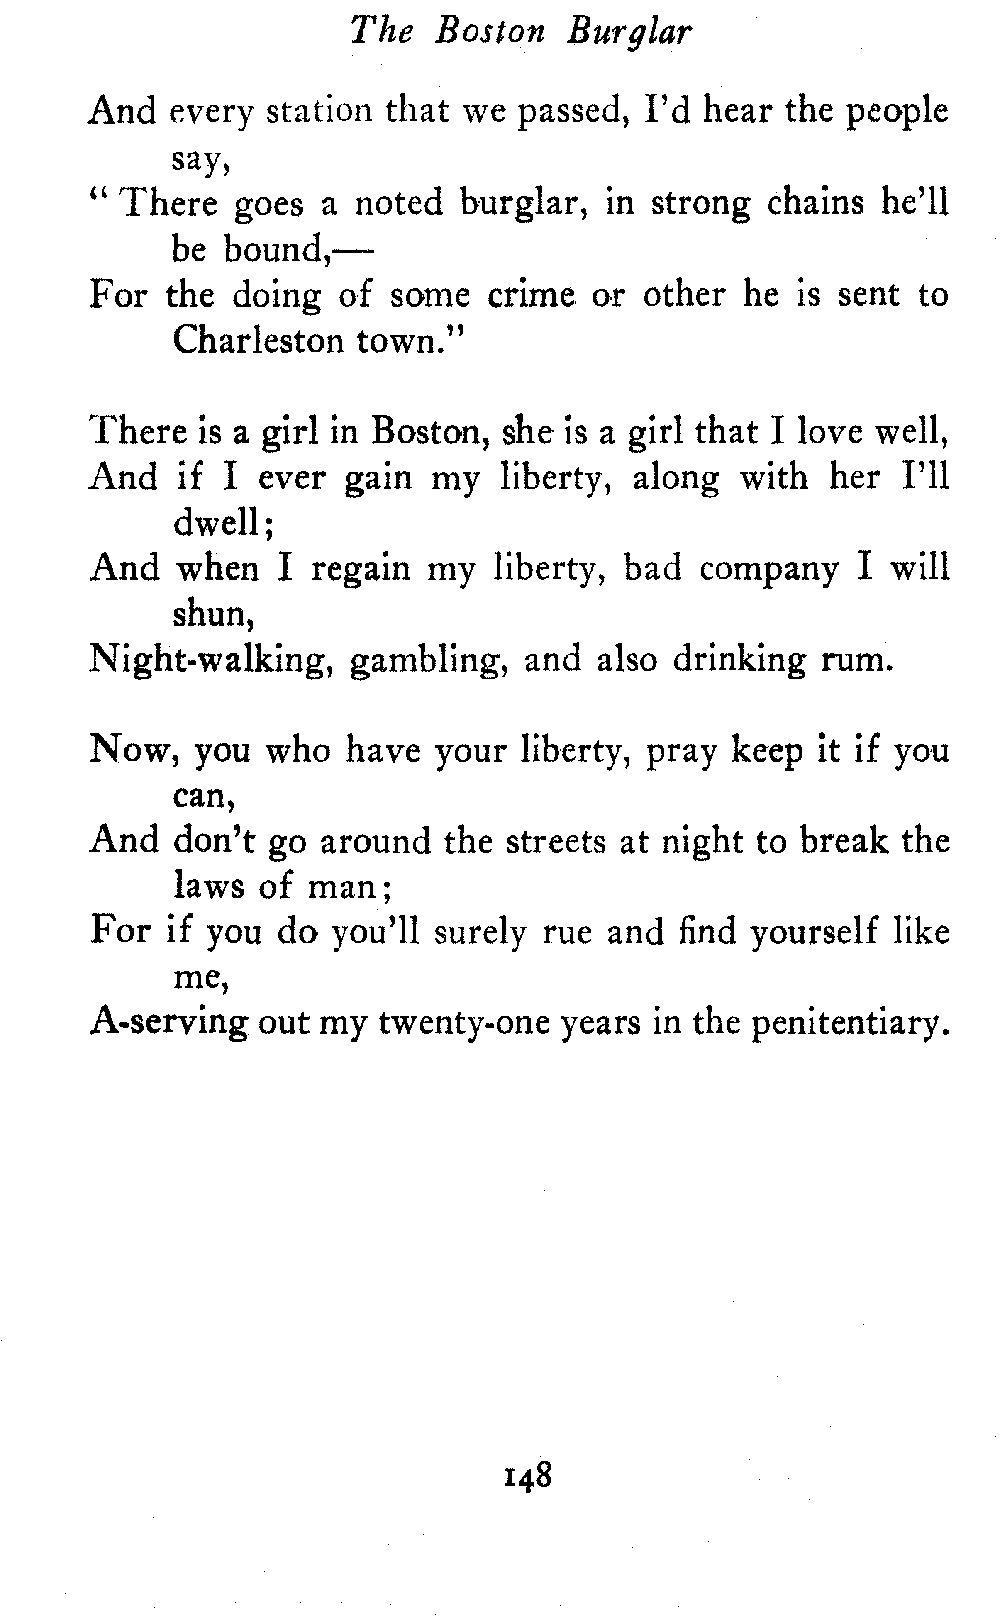 The Boston Burglar
And every station that we passed, I'd hear the people
say,
" There goes a noted burglar, in strong chains he'll
be bound,—
For the doing of some crime or other he is sent to
Charleston town."
There is a girl in Boston, she is a girl that I love well,
And if I ever gain my liberty, along with her I'll
dwell;
And when I regain my liberty, bad company I will
shun,
Night-walking, gambling, and also drinking rum.
Now, you who have your liberty, pray keep it if you
can,
And don't go around the streets at night to break the
laws of man;
For if you do you'll surely rue and find yourself like
me,
A-serving out my twenty-one years in the penitentiary.
148